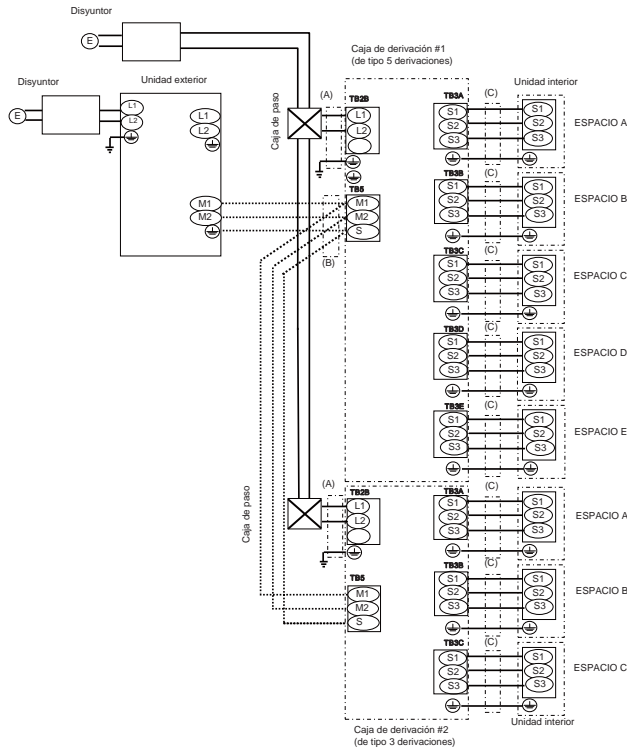 Disyuntor
E
Disyuntor
E
Unidad exterior
L1
L2
L1
L2
M1
M2
Caja de paso
Caja de derivación #1
(de tipo 5 derivaciones)
(A)
TB2B
L1
L2
TB5
M1
M2
S
(B)
Unidad interior
TB3A
(C)
S1
S2
S3
S1
S2
S3
ESPACIO A
TB3B
(C)
S1
S2
S3
S1
S2
S3
ESPACIO B
TB3C
(C)
S1
S2
S3
S1
S2
S3
ESPACIO C
TB3D
(C)
S1
S2
S3
S1
S2
S3
ESPACIO D
TB3E
(C)
S1
S2
S3
S1
S2
S3
ESPACIO E
Caja de paso
(A)
TB2B
L1
L2
TB5
M1
M2
S
TB3A
(C)
S1
S2
S3
S1
S2
S3
ESPACIO A
TB3B
(C)
S1
S2
S3
S1
S2
S3
ESPACIO B
TB3C
(C)
S1
S2
S3
S1
S2
S3
ESPACIO C
Unidad interior
Caja de derivación #2
(de tipo 3 derivaciones)